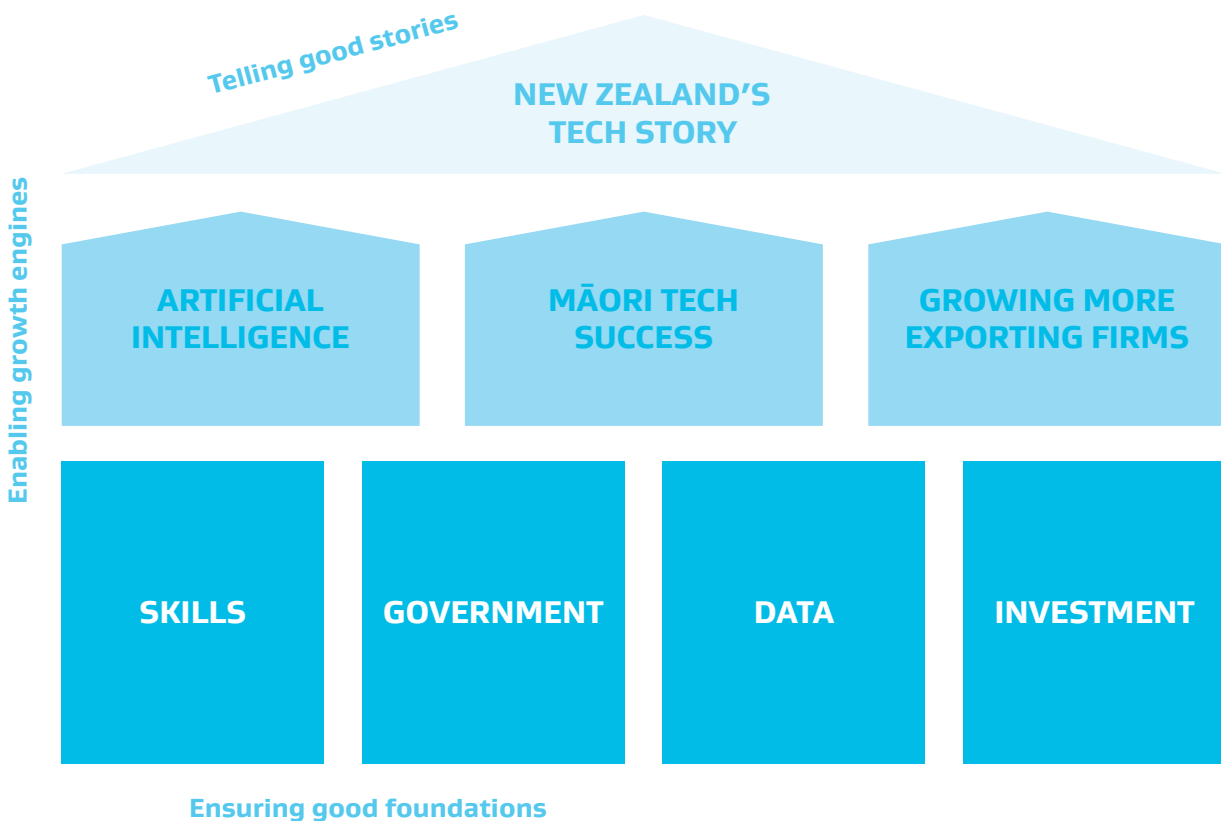 Telling good stories
NEW ZEALAND’S
TECH STORY
Enabling growth engines
ARTIFICIAL
INTELLIGENCE
MĀORI TECH
SUCCESS
GROWING MORE
EXPORTING FIRMS
SKILLS
GOVERNMENT
DATA
INVESTMENT
Ensuring good foundations